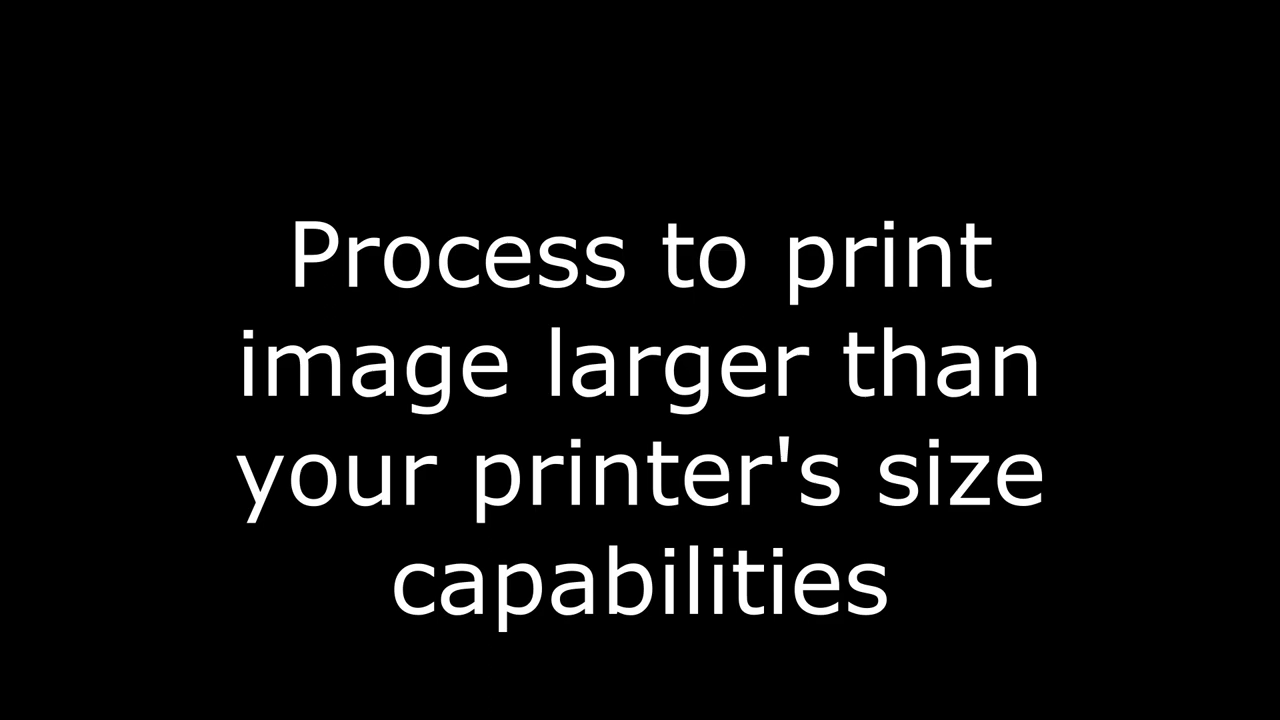 Process to print
image larger than
your printer's size
capabilities